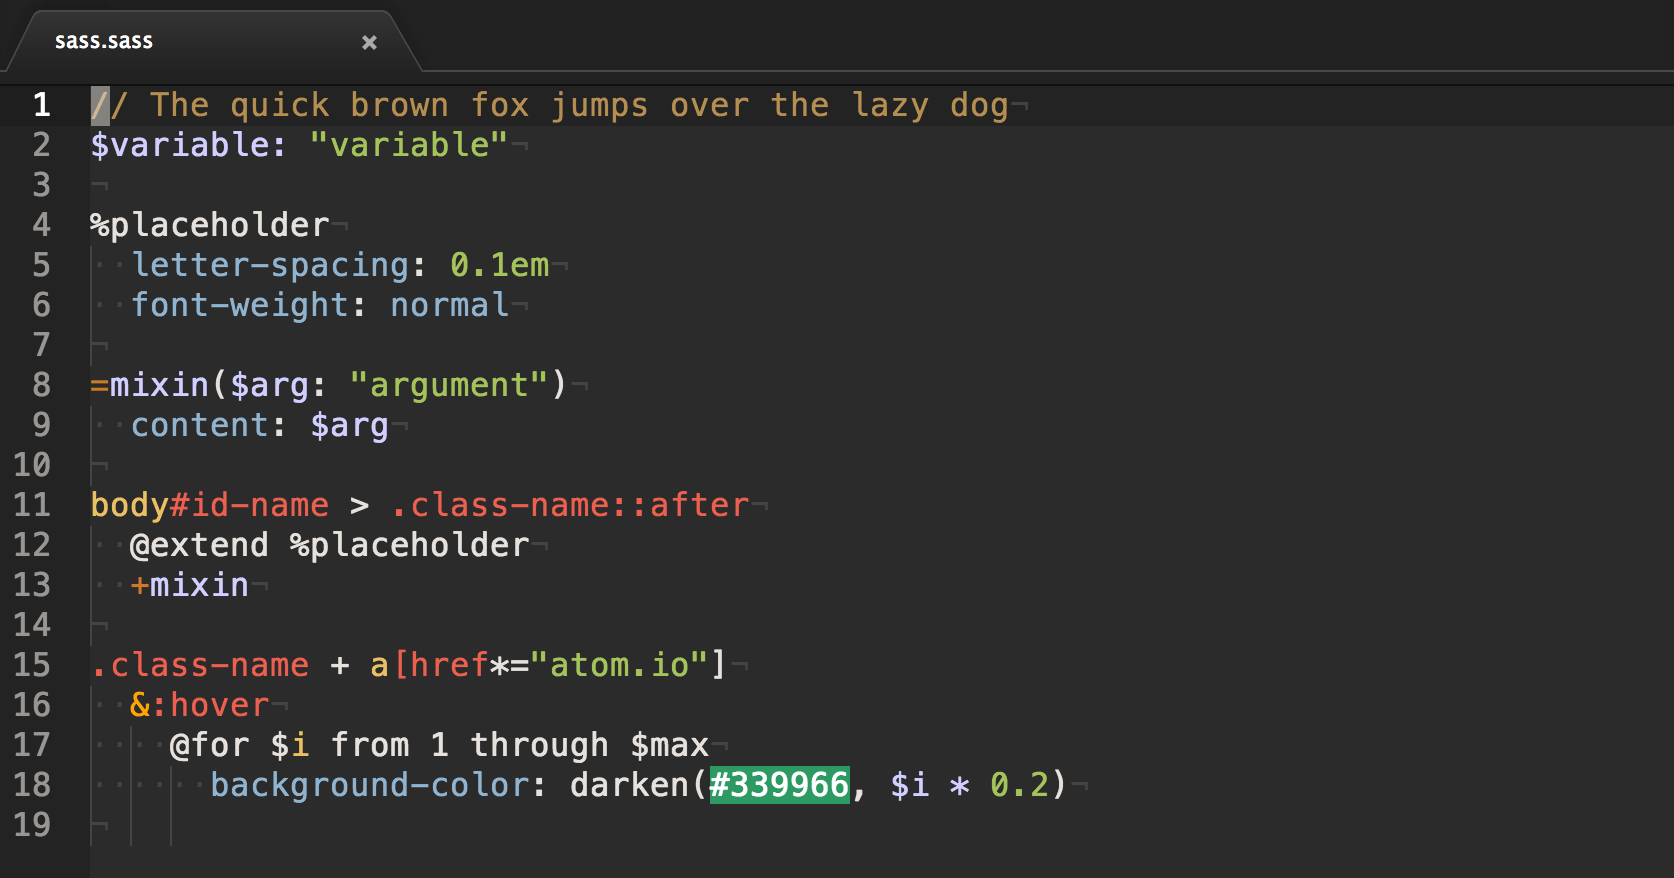 sass.sass
1 // The quick brown fox jumps over the lazy dog¬
2 $variable: "variable"¬
3 ¬
4 %placeholder¬
5 ··letter-spacing: 0.1em¬
6 ··font-weight: normal¬
7 ¬
8 =mixin($arg: "argument")¬
9 ··content: $arg¬
10 ¬
11 body#id-name > .class-name::after¬
12 ··@extend %placeholder¬
13 ··+mixin¬
14 ¬
15 .class-name + a[href*="atom.io"]¬
16 ··&:hover¬
17 ····@for $i from 1 through $max¬
18 ······background-color: darken(#339966, $i * 0.2)¬
19 ¬